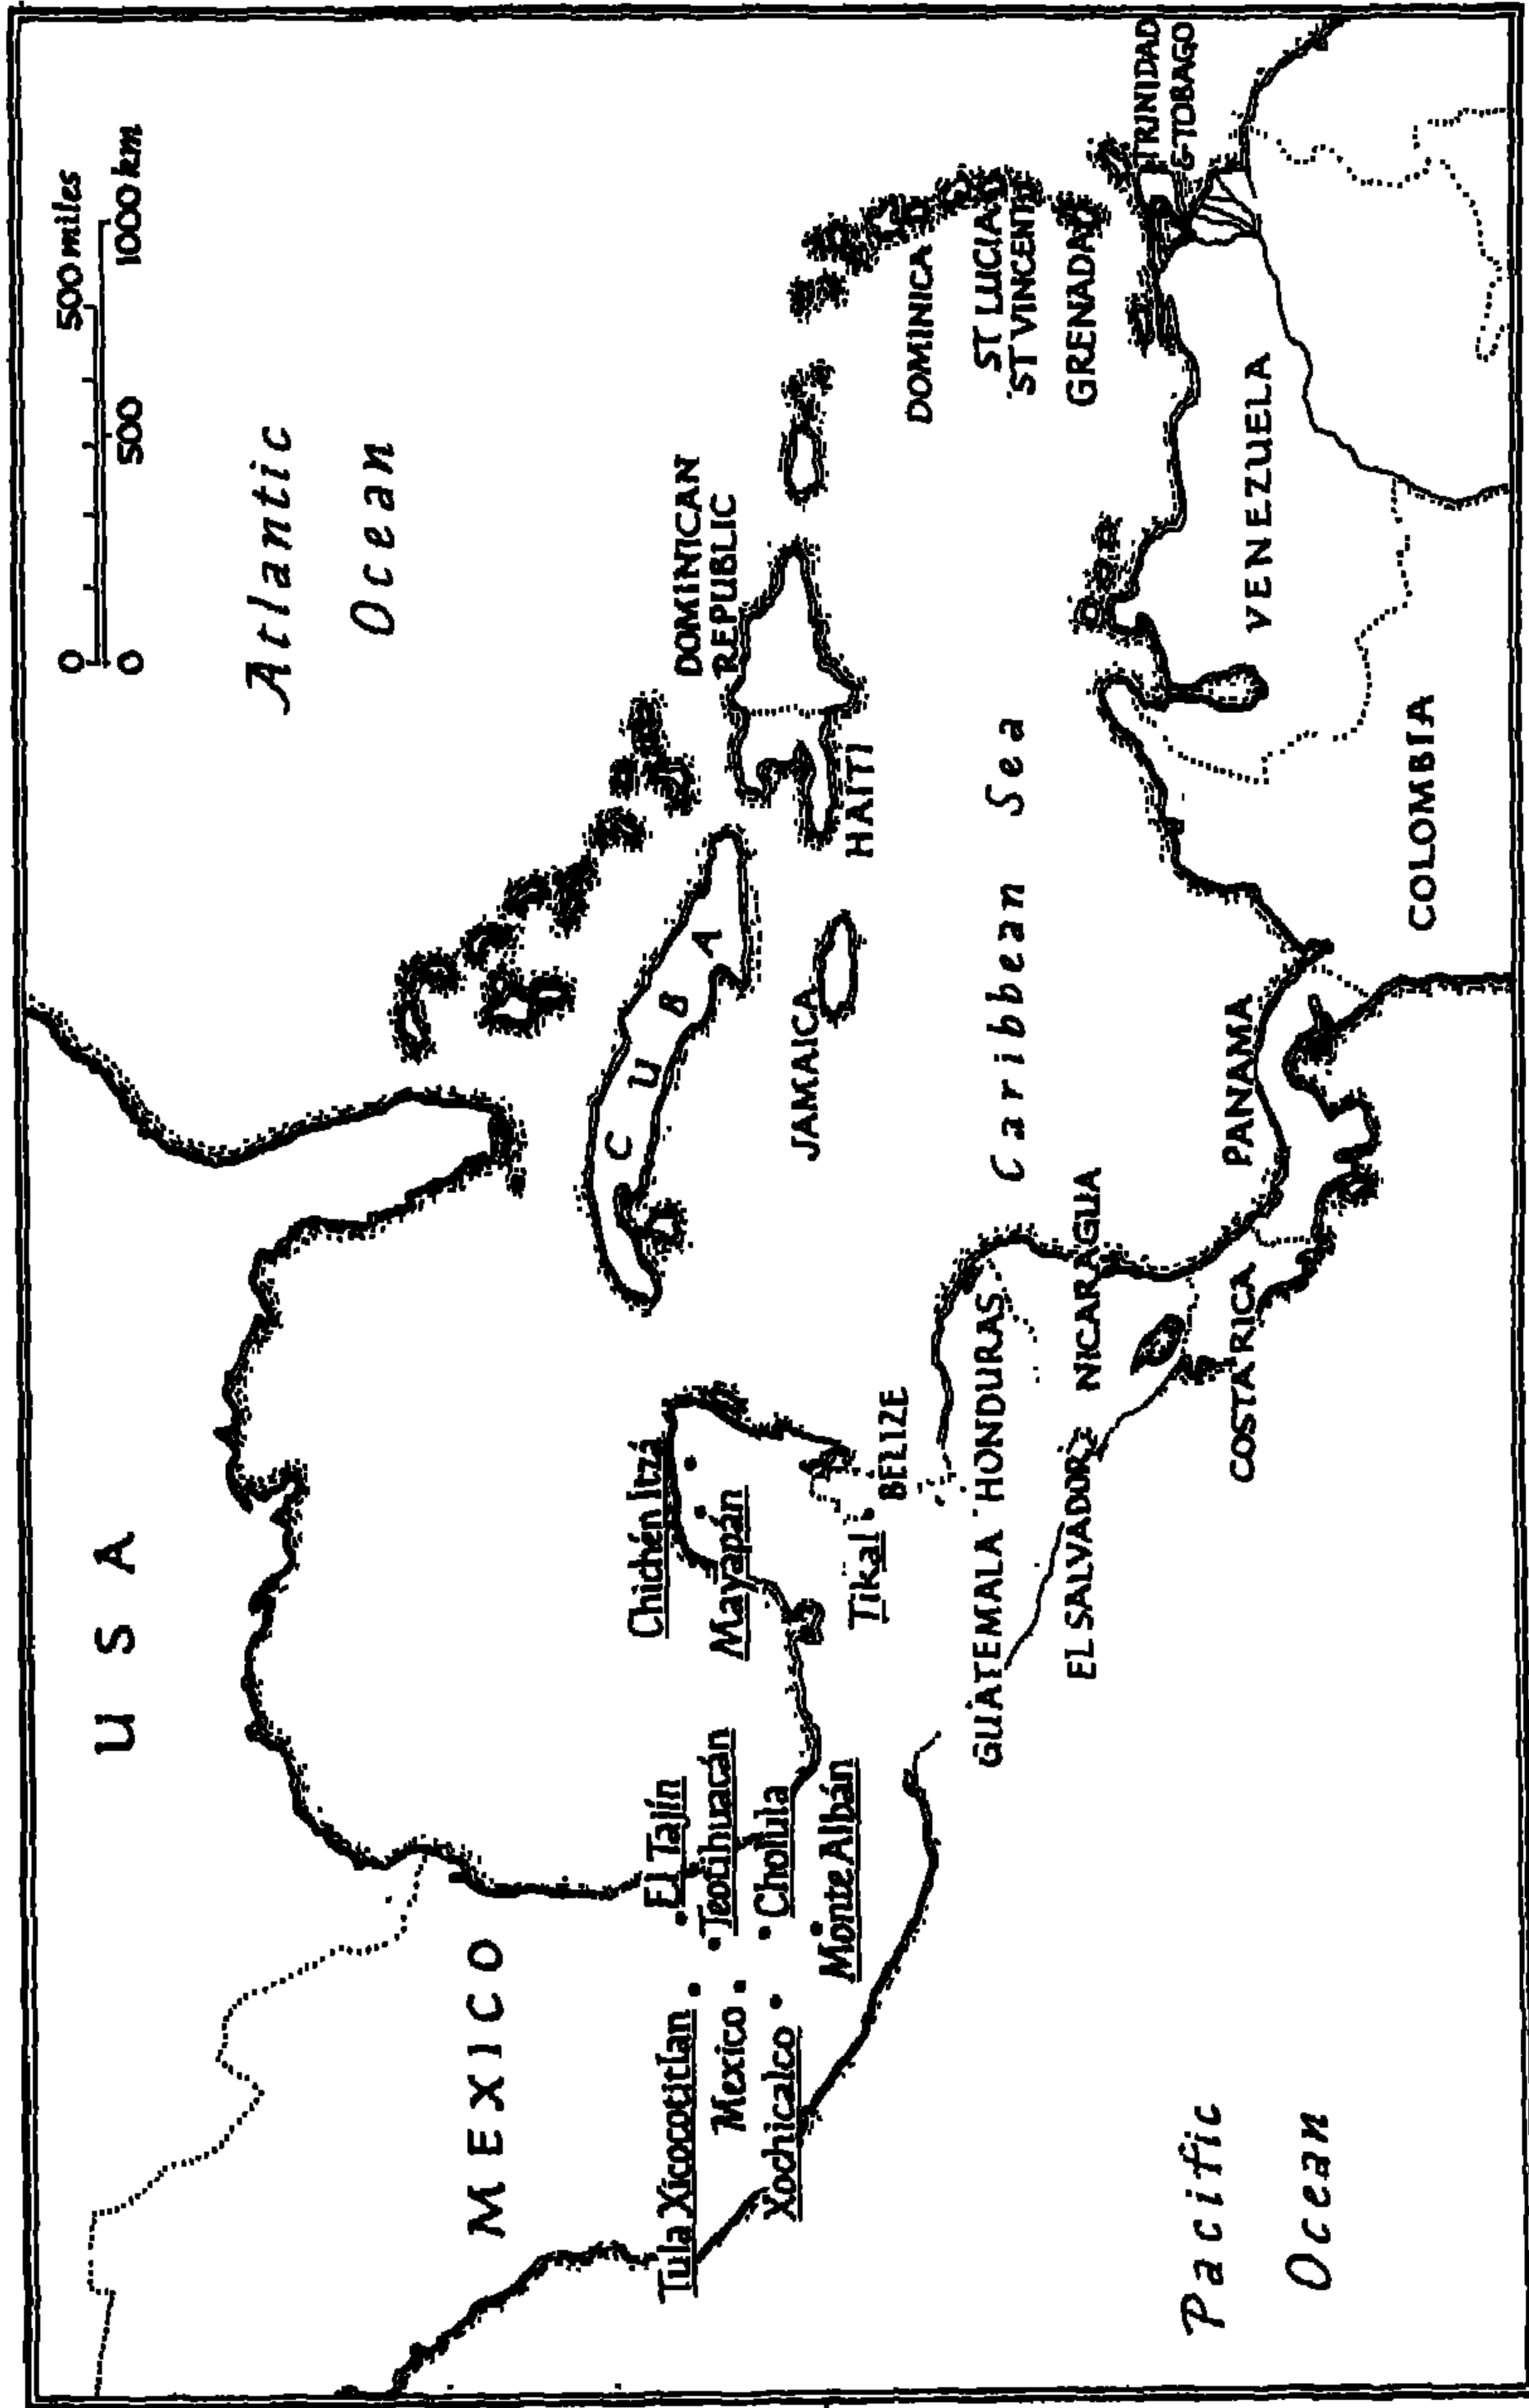 USA
0 500 miles
0 500 1000 km
Atlantic
Ocean
MEXICO
El Tajín
Teotihuacán
Cholula
Monte Albán
Tula Xicocotitlan
Mexico
Xochicalco
Chichén Itzá
Mayapán
Tikal
BELIZE
GUATEMALA
HONDURAS
EL SALVADOR
NICARAGUA
COSTA RICA
PANAMA
CUBA
JAMAICA
HAITI
DOMINICAN
REPUBLIC
DOMINICA
ST LUCIA
ST VINCENT
GRENADA
TRINIDAD
& TOBAGO
Caribbean Sea
VENEZUELA
COLOMBIA
Pacific
Ocean